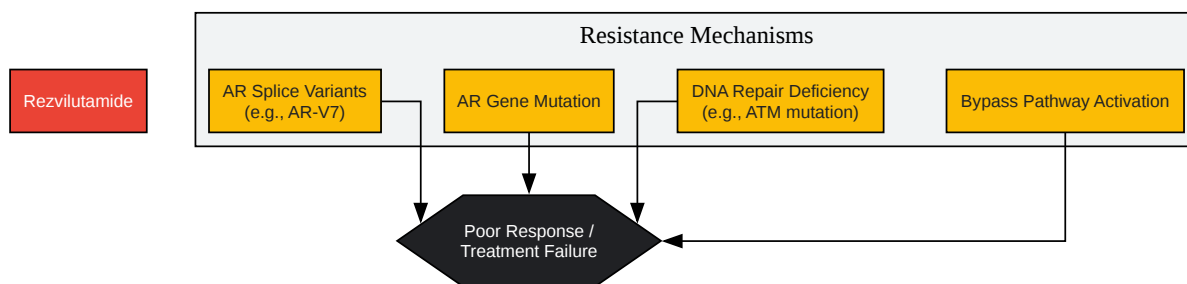 Resistance Mechanisms
Rezvilutamide
AR Splice Variants
(e.g., AR-V7)
AR Gene Mutation
DNA Repair Deficiency
(e.g., ATM mutation)
Bypass Pathway Activation
Poor Response /
Treatment Failure